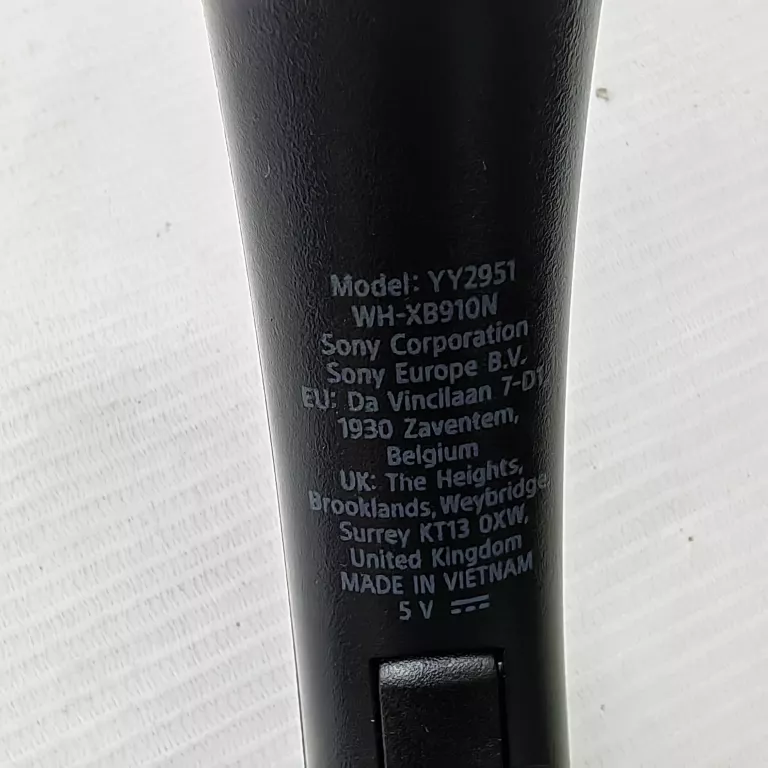 Model: YY2951
WH-XB910N
Sony Corporation
Sony Europe B.V.
EU: Da Vincilaan 7-D1
1930 Zaventem,
Belgium
UK: The Heights,
Brooklands, Weybridge,
Surrey KT13 0XW,
United Kingdom
MADE IN VIETNAM
5 V ⎓